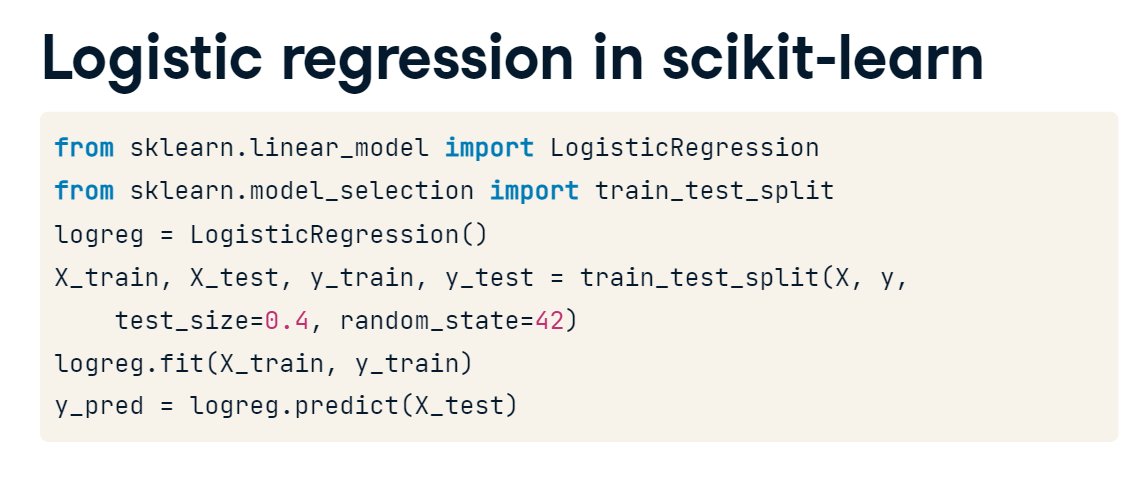 Logistic regression in scikit-learn
from sklearn.linear_model import LogisticRegression
from sklearn.model_selection import train_test_split
logreg = LogisticRegression()
X_train, X_test, y_train, y_test = train_test_split(X, y,
    test_size=0.4, random_state=42)
logreg.fit(X_train, y_train)
y_pred = logreg.predict(X_test)